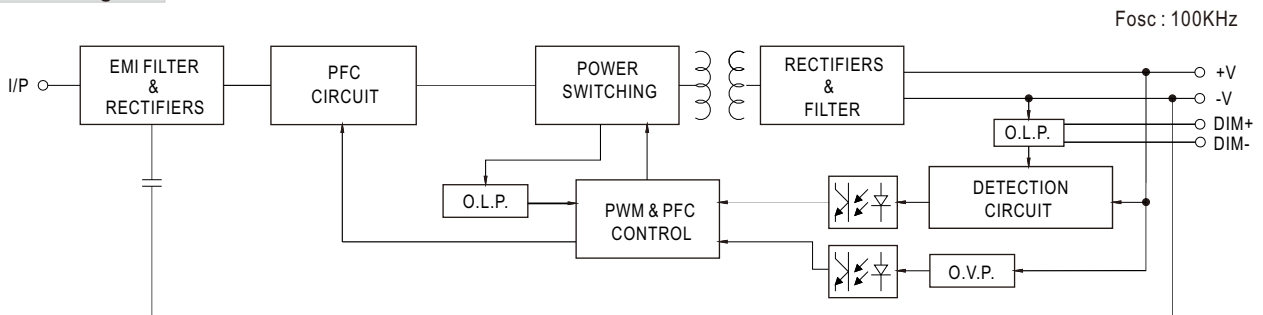 Fosc : 100KHz
I/P
EMI FILTER
&
RECTIFIERS
PFC
CIRCUIT
POWER
SWITCHING
RECTIFIERS
&
FILTER
+V
-V
DIM+
DIM-
O.L.P.
O.L.P.
PWM & PFC
CONTROL
DETECTION
CIRCUIT
O.V.P.